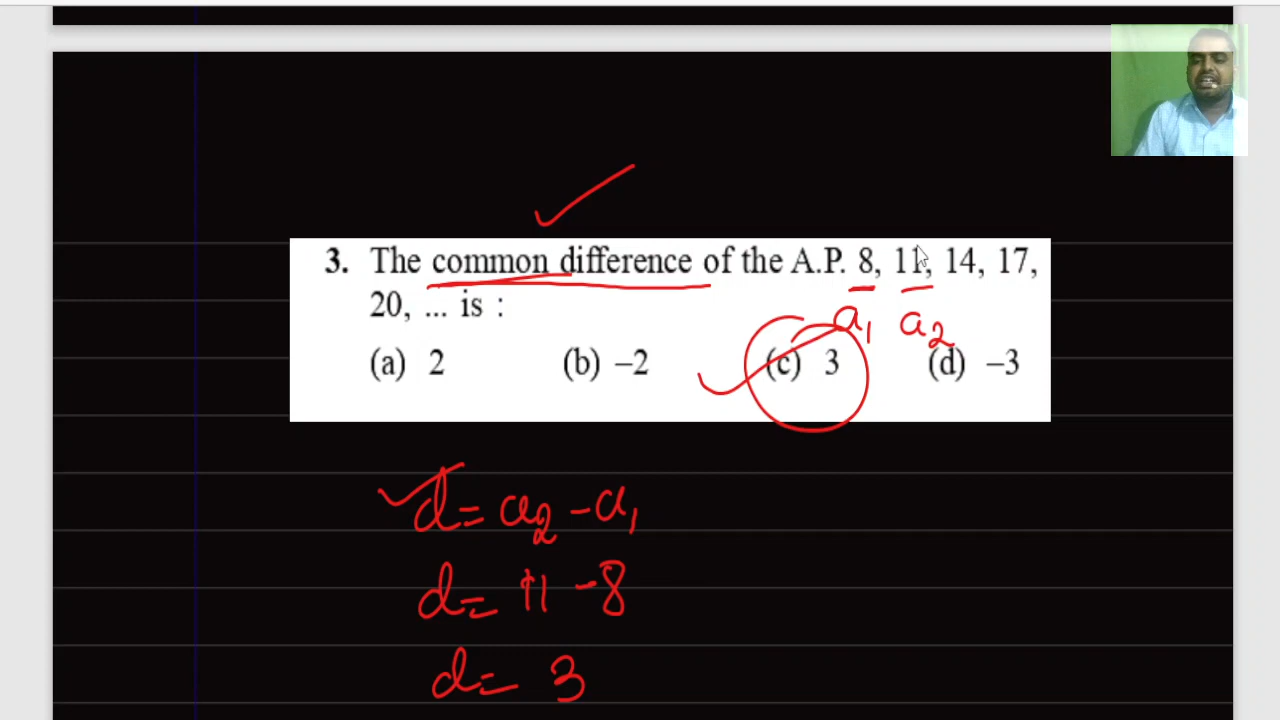 3. The common difference of the A.P. 8, 11, 14, 17,
20, ... is :
a1 a2
(a) 2 (b) –2 (c) 3 (d) –3
d = a2 - a1
d = 11 - 8
d = 3